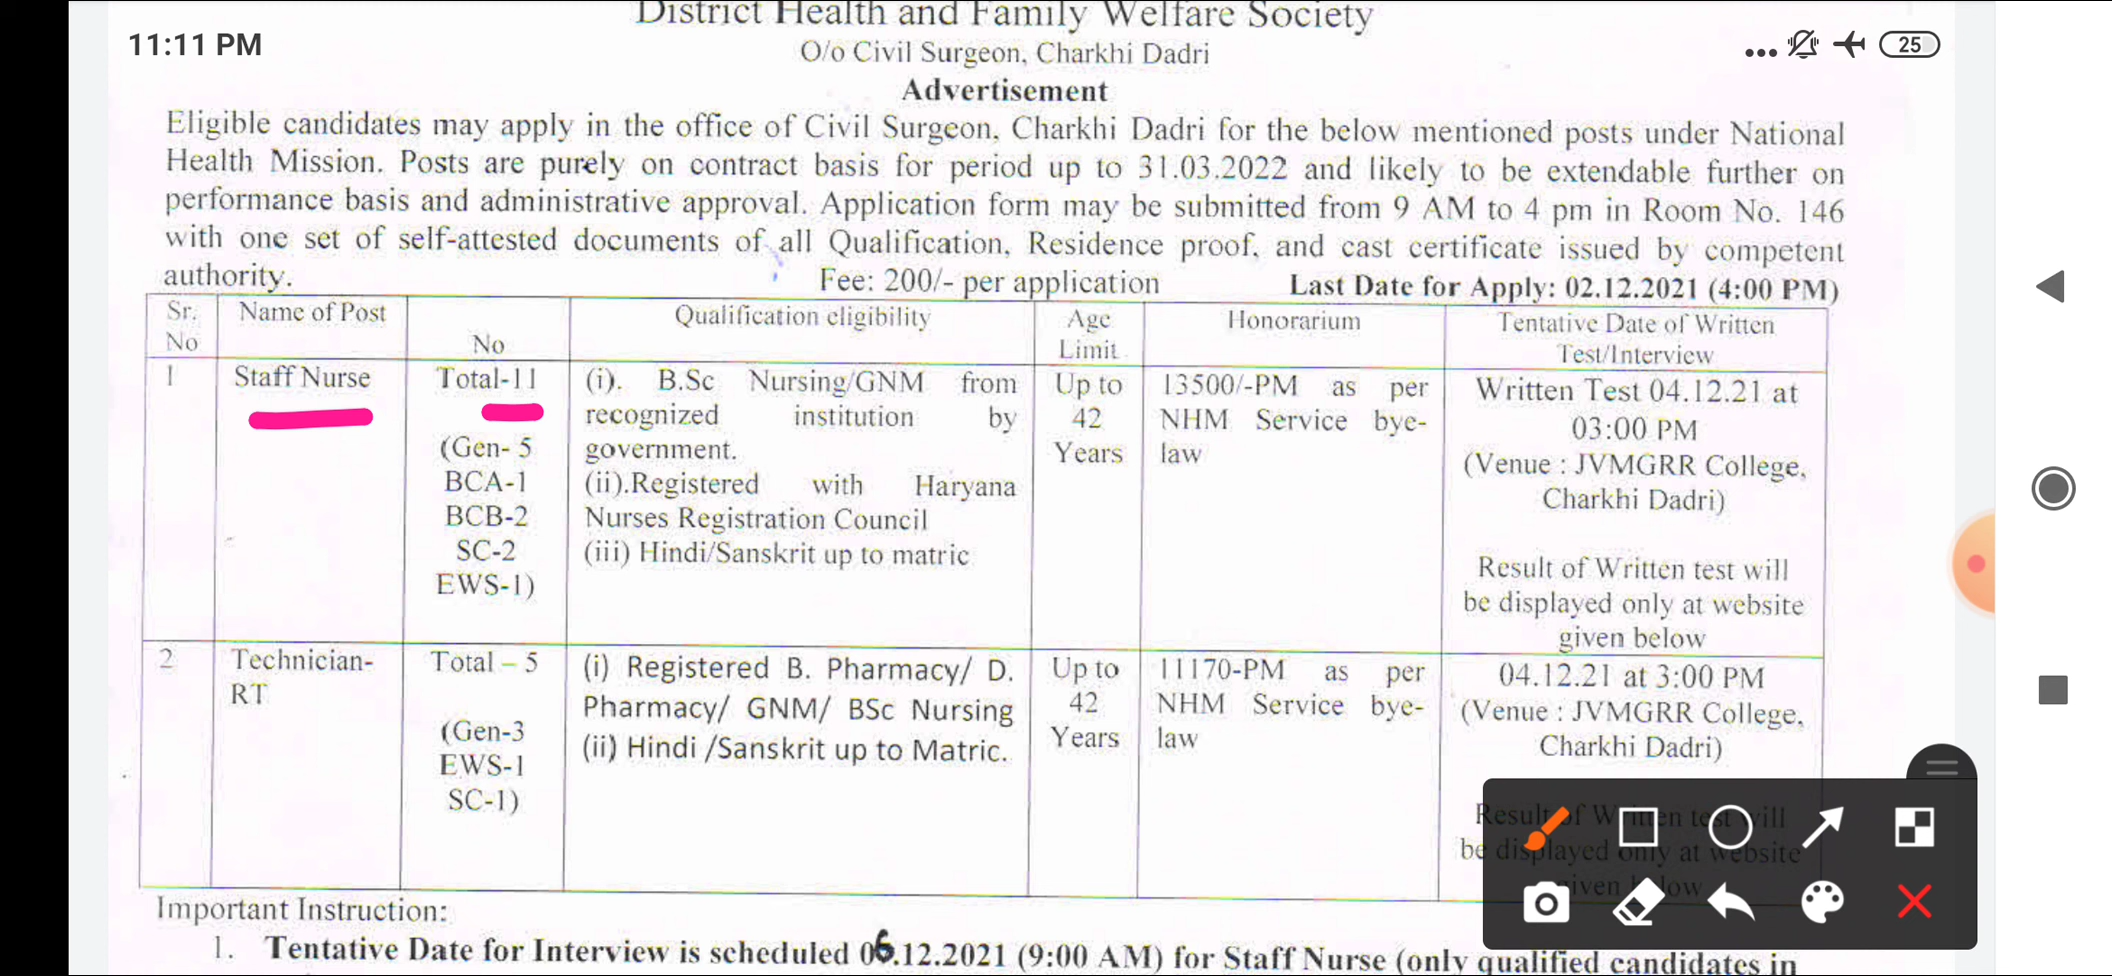 District Health and Family Welfare Society
11:11 PM
25
O/o Civil Surgeon, Charkhi Dadri
Advertisement
Eligible candidates may apply in the office of Civil Surgeon, Charkhi Dadri for the below mentioned posts under National
Health Mission. Posts are purely on contract basis for period up to 31.03.2022 and likely to be extendable further on
performance basis and administrative approval. Application form may be submitted from 9 AM to 4 pm in Room No. 146
with one set of self-attested documents of all Qualification, Residence proof, and cast certificate issued by competent
authority. Fee: 200/- per application Last Date for Apply: 02.12.2021 (4:00 PM)
Sr.
No
Name of Post
No
Qualification eligibility
Age
Limit
Honorarium
Tentative Date of Written
Test/Interview
1
Staff Nurse
Total-11
(Gen- 5
BCA-1
BCB-2
SC-2
EWS-1)
(i). B.Sc Nursing/GNM from
recognized institution by
government.
(ii).Registered with Haryana
Nurses Registration Council
(iii) Hindi/Sanskrit up to matric
Up to
42
Years
13500/-PM as per
NHM Service bye-
law
Written Test 04.12.21 at
03:00 PM
(Venue : JVMGRR College,
Charkhi Dadri)
Result of Written test will
be displayed only at website
given below
2
Technician-
RT
Total – 5
(Gen-3
EWS-1
SC-1)
(i) Registered B. Pharmacy/ D.
Pharmacy/ GNM/ BSc Nursing
(ii) Hindi /Sanskrit up to Matric.
Up to
42
Years
11170-PM as per
NHM Service bye-
law
04.12.21 at 3:00 PM
(Venue : JVMGRR College,
Charkhi Dadri)
Result of Written test will
be displayed only at website
given below
Important Instruction:
1. Tentative Date for Interview is scheduled 06.12.2021 (9:00 AM) for Staff Nurse (only qualified candidates in